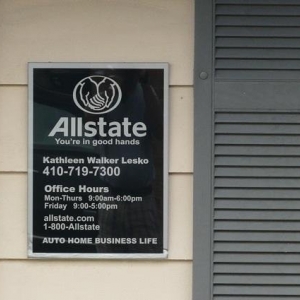 Allstate
You're in good hands
Kathleen Walker Lesko
410-719-7300
Office Hours
Mon-Thurs 9:00am-6:00pm
Friday 9:00-5:00pm
allstate.com
1-800-Allstate
AUTO HOME BUSINESS LIFE